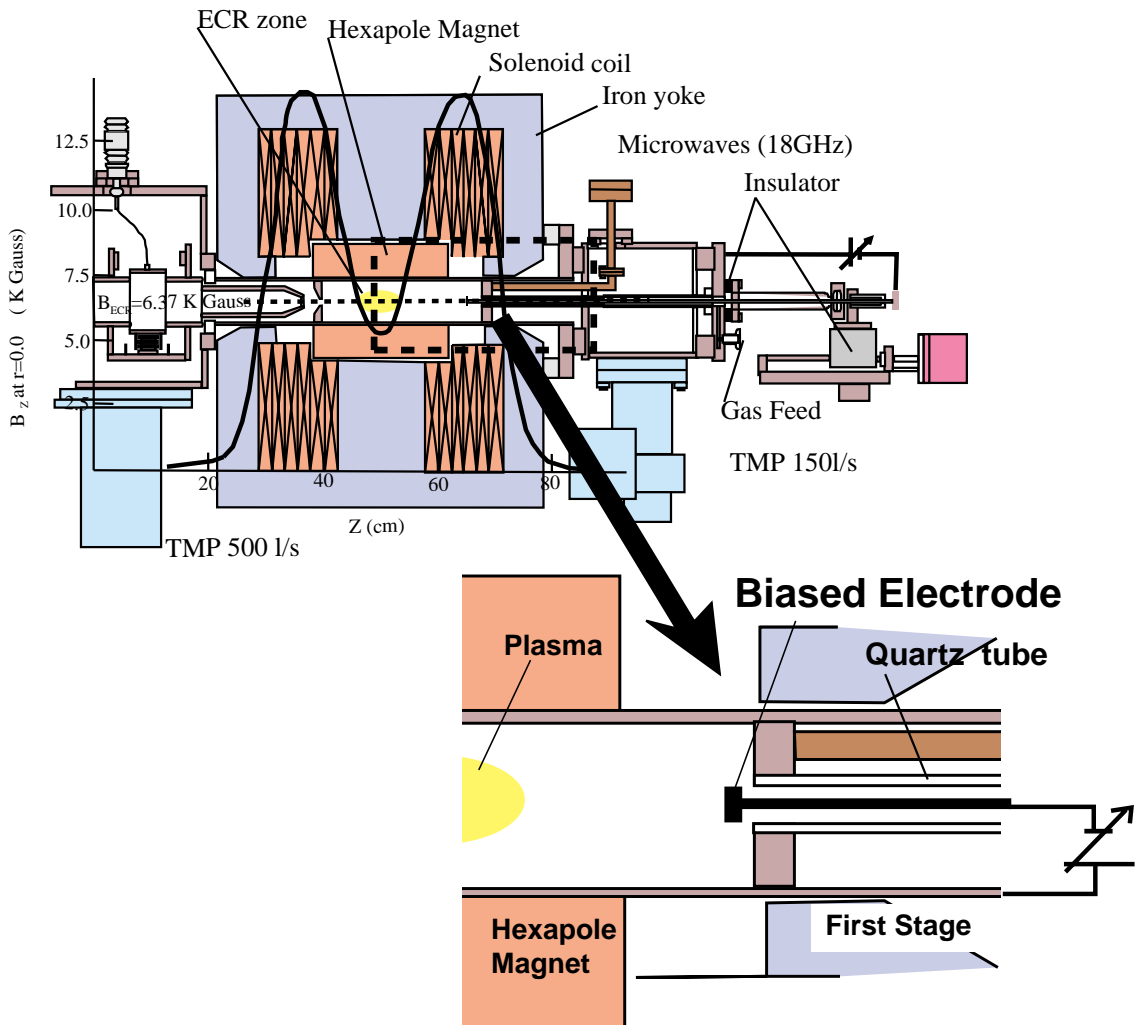 ECR zone
Hexapole Magnet
Solenoid coil
Iron yoke
Microwaves (18GHz)
Insulator
12.5
10.0
7.5
5.0
2.5
B_Z at r=0.0 ( K Gauss)
B_ECR=6.37 K Gauss
20
40
60
80
Z (cm)
Gas Feed
TMP 150l/s
TMP 500 l/s
Biased Electrode
Plasma
Quartz tube
Hexapole
Magnet
First Stage